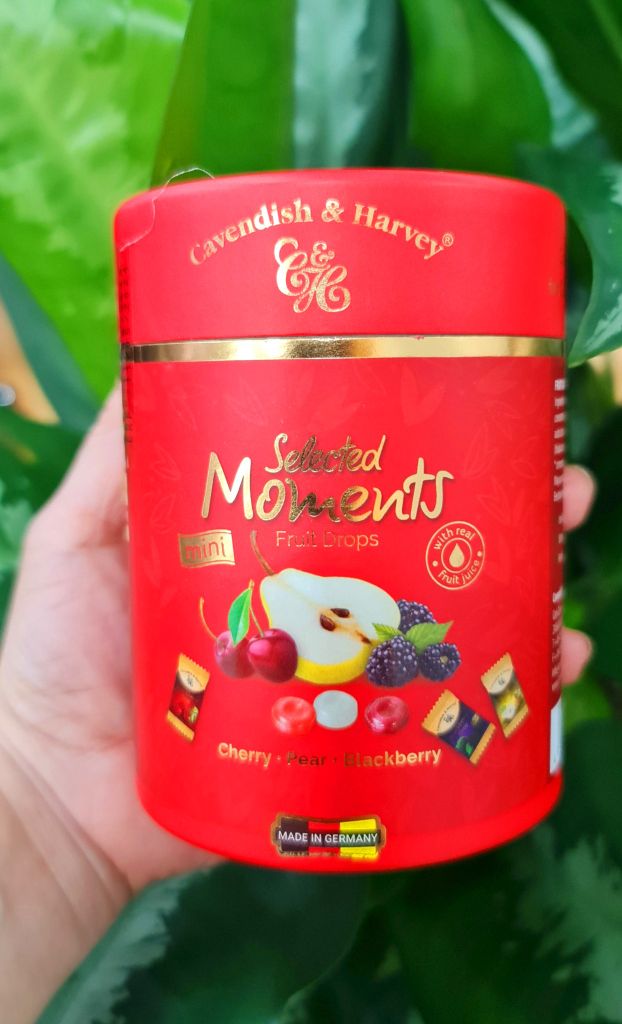 Cavendish & Harvey®
C&H
Selected
Moments
Fruit Drops
mini
with real
fruit juice
Cherry · Pear · Blackberry
MADE IN GERMANY